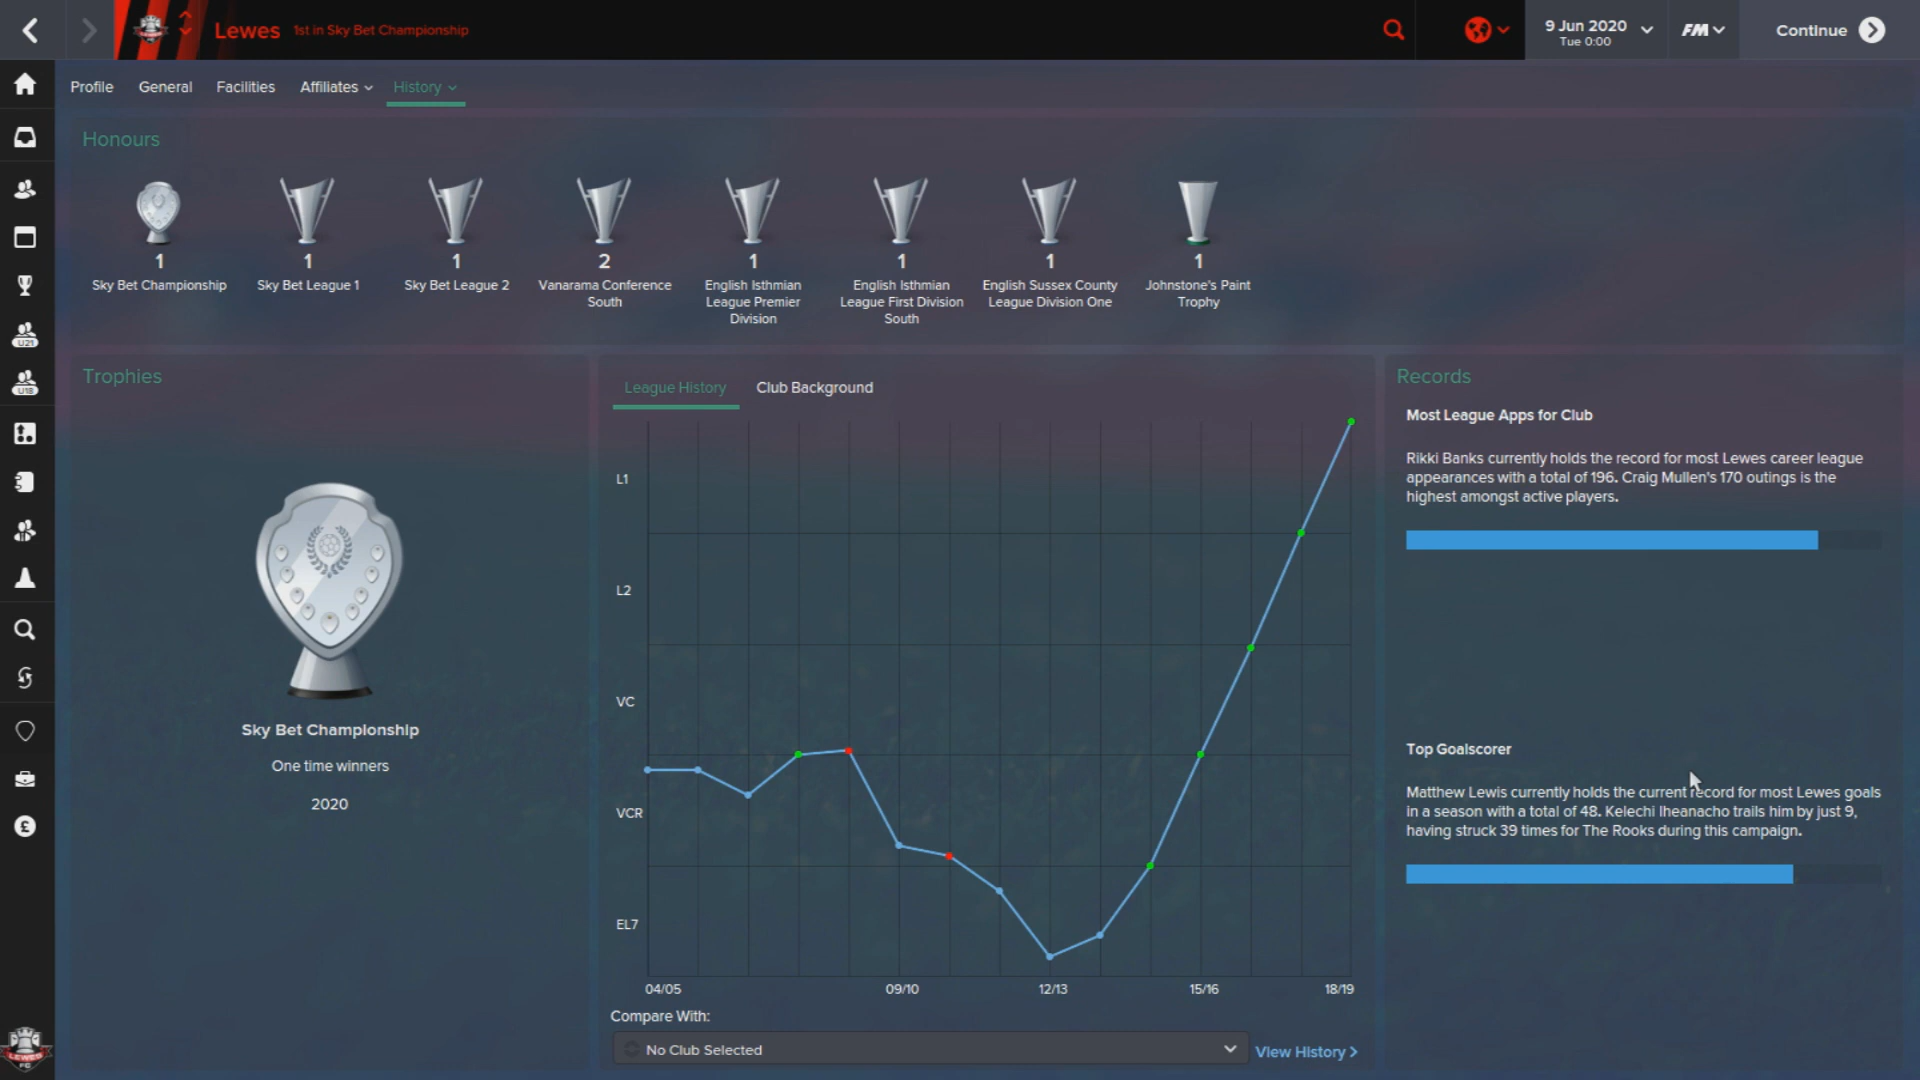 Lewes
1st in Sky Bet Championship
9 Jun 2020
Tue 0:00
FM
Continue
Profile
General
Facilities
Affiliates
History
Honours
1
Sky Bet Championship
1
Sky Bet League 1
1
Sky Bet League 2
2
Vanarama Conference
South
1
English Isthmian
League Premier
Division
1
English Isthmian
League First Division
South
1
English Sussex County
League Division One
1
Johnstone's Paint
Trophy
U21
U18
Trophies
Sky Bet Championship
One time winners
2020
League History
Club Background
L1
L2
VC
VCR
EL7
04/05
09/10
12/13
15/16
18/19
Compare With:
No Club Selected
View History
Records
Most League Apps for Club
Rikki Banks currently holds the record for most Lewes career league
appearances with a total of 196. Craig Mullen's 170 outings is the
highest amongst active players.
Top Goalscorer
Matthew Lewis currently holds the current record for most Lewes goals
in a season with a total of 48. Kelechi Iheanacho trails him by just 9,
having struck 39 times for The Rooks during this campaign.
LEWES
FC